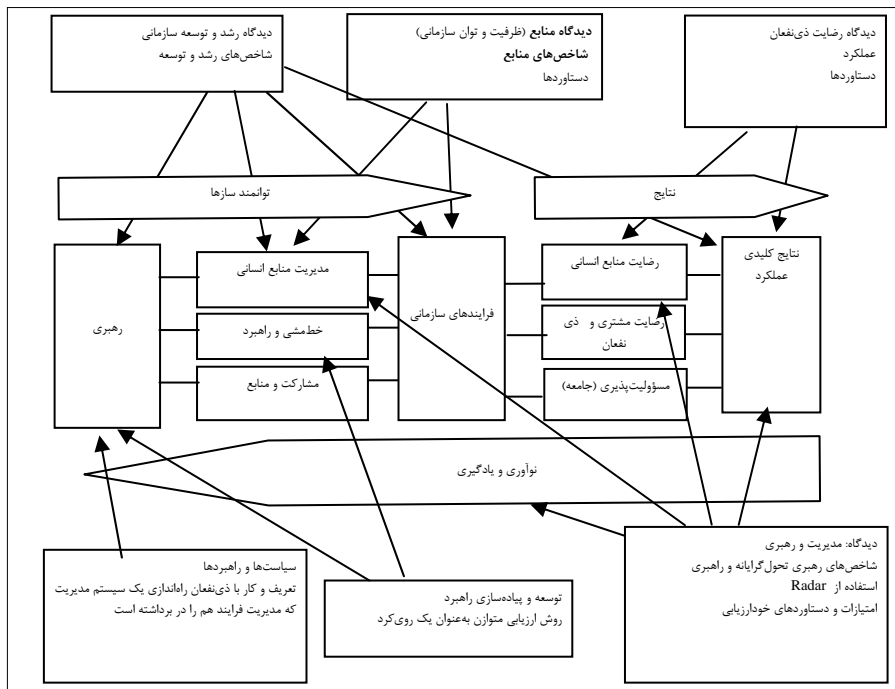 دیدگاه رشد و توسعه سازمانی
شاخص‌های رشد و توسعه
دیدگاه منابع (ظرفیت و توان سازمانی)
شاخص‌های منابع
دستاوردها
دیدگاه رضایت ذی‌نفعان
عملکرد
دستاوردها
توانمند سازها
نتایج
رهبری
مدیریت منابع انسانی
خط‌مشی و راهبرد
مشارکت و منابع
فرایندهای سازمانی
رضایت منابع انسانی
رضایت مشتری و ذی
نفعان
مسؤولیت‌پذیری (جامعه)
نتایج کلیدی
عملکرد
نوآوری و یادگیری
دیدگاه: مدیریت و رهبری
شاخص‌های رهبری تحول‌گرایانه و راهبری
استفاده از Radar
امتیازات و دستاوردهای خودارزیابی
توسعه و پیاده‌سازی راهبرد
روش ارزیابی متوازن به‌عنوان یک روی‌کرد
سیاست‌ها و راهبردها
تعریف و کار با ذی‌نفعان راه‌اندازی یک سیستم مدیریت
که مدیریت فرایند هم را در برداشته است